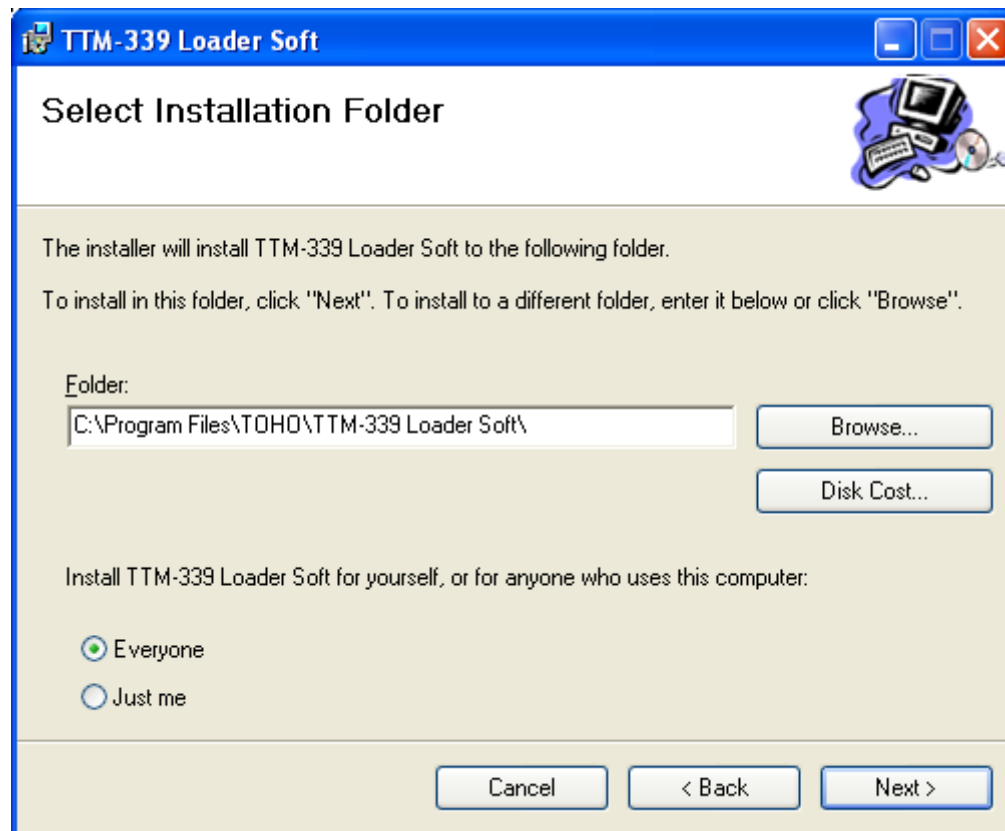 TTM-339 Loader Soft
Select Installation Folder
The installer will install TTM-339 Loader Soft to the following folder.
To install in this folder, click "Next". To install to a different folder, enter it below or click "Browse".
Folder:
C:\Program Files\TOHO\TTM-339 Loader Soft\
Browse...
Disk Cost...
Install TTM-339 Loader Soft for yourself, or for anyone who uses this computer:
Everyone
Just me
Cancel
< Back
Next >